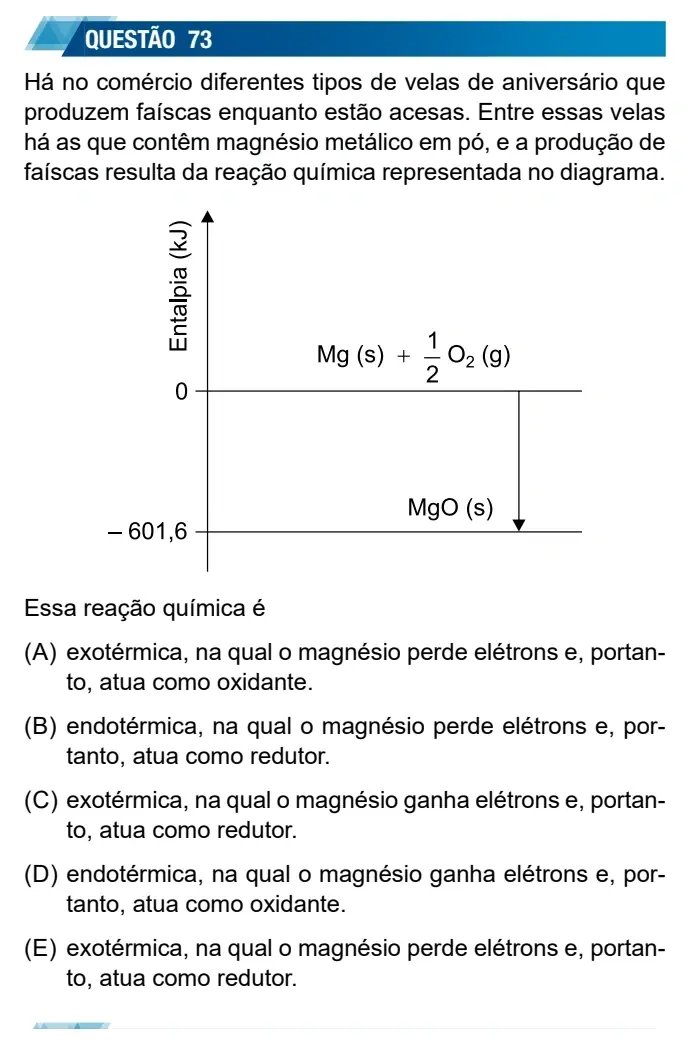 QUESTÃO 73
Há no comércio diferentes tipos de velas de aniversário que
produzem faíscas enquanto estão acesas. Entre essas velas
há as que contêm magnésio metálico em pó, e a produção de
faíscas resulta da reação química representada no diagrama.
Entalpia (kJ)
Mg (s) + 1/2 O₂ (g)
0
MgO (s)
– 601,6
Essa reação química é
(A) exotérmica, na qual o magnésio perde elétrons e, portan-
to, atua como oxidante.
(B) endotérmica, na qual o magnésio perde elétrons e, por-
tanto, atua como redutor.
(C) exotérmica, na qual o magnésio ganha elétrons e, portan-
to, atua como redutor.
(D) endotérmica, na qual o magnésio ganha elétrons e, por-
tanto, atua como oxidante.
(E) exotérmica, na qual o magnésio perde elétrons e, portan-
to, atua como redutor.